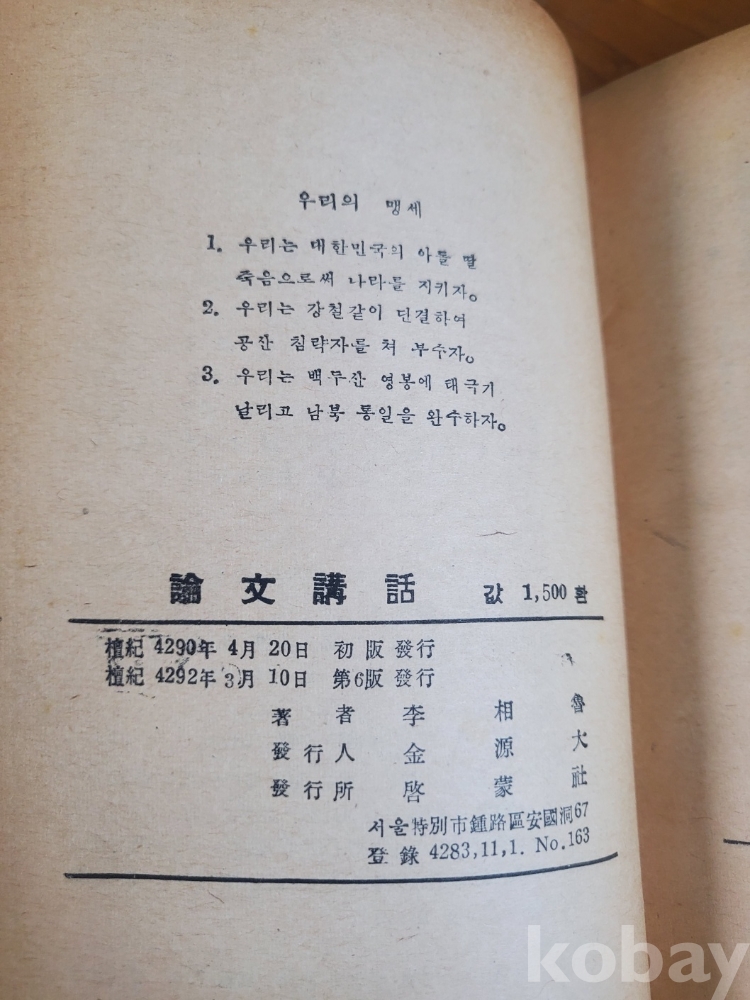 우리의 맹세
1. 우리는 대한민국의 아들 딸
죽음으로써 나라를 지키자。
2. 우리는 강철같이 단결하여
공산 침략자를 쳐 부수자。
3. 우리는 백두산 영봉에 태극기
날리고 남북 통일을 완수하자。
論文講話 값 1,500 환
檀紀 4290年 4月 20日 初版 發行
檀紀 4292年 3月 10日 第6版 發行
著者 李相魯
發行人 金源大
發行所 啓蒙社
서울特別市鍾路區安國洞67
登錄 4283,11,1. No.163
kobay